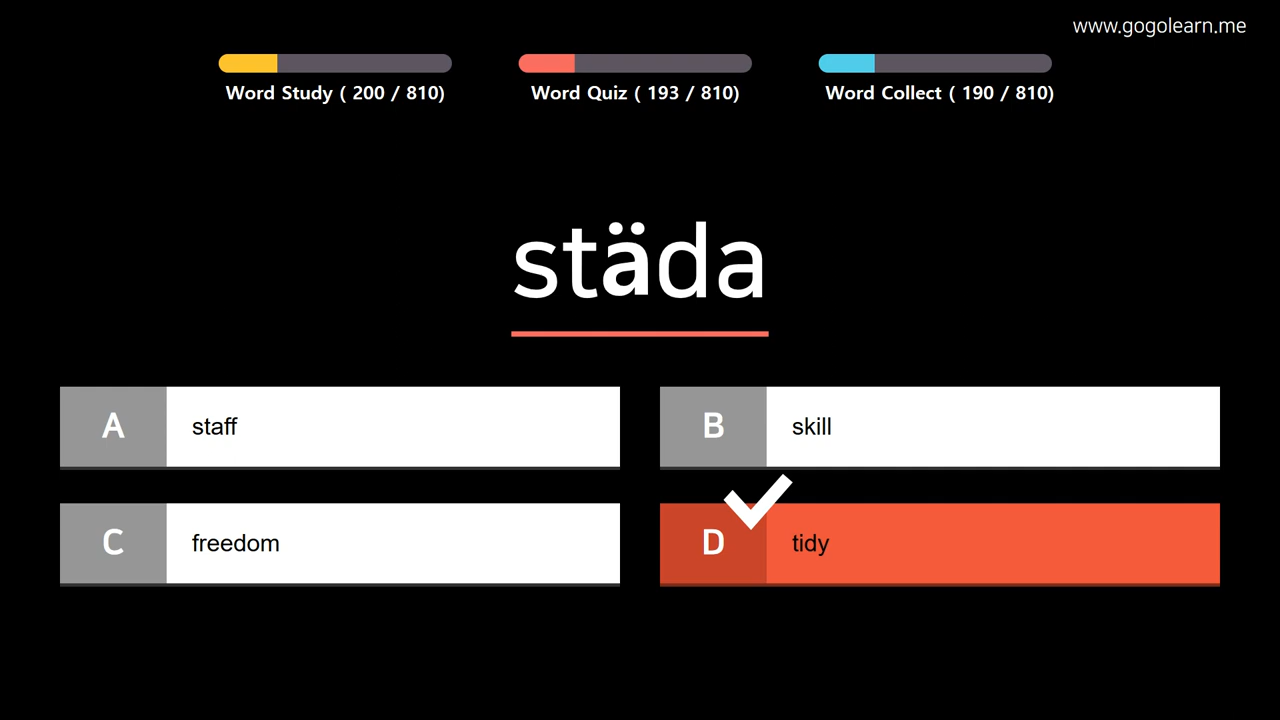 www.gogolearn.me
Word Study ( 200 / 810)
Word Quiz ( 193 / 810)
Word Collect ( 190 / 810)
städa
A staff
B skill
C freedom
D tidy